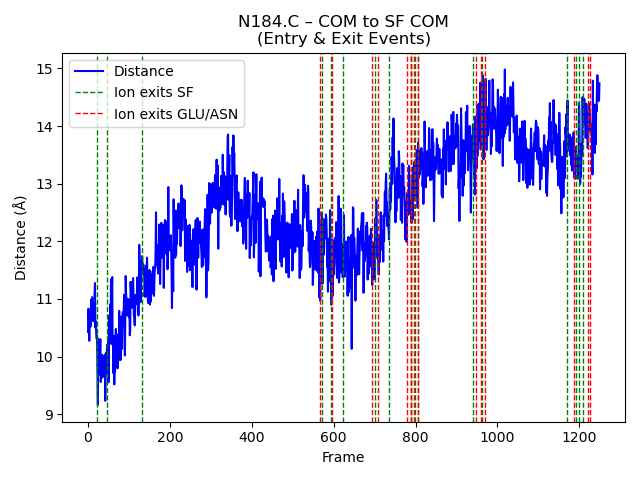 N184.C – COM to SF COM
(Entry & Exit Events)
Distance
Ion exits SF
Ion exits GLU/ASN
15
14
13
12
11
10
9
Distance (Å)
0 200 400 600 800 1000 1200
Frame